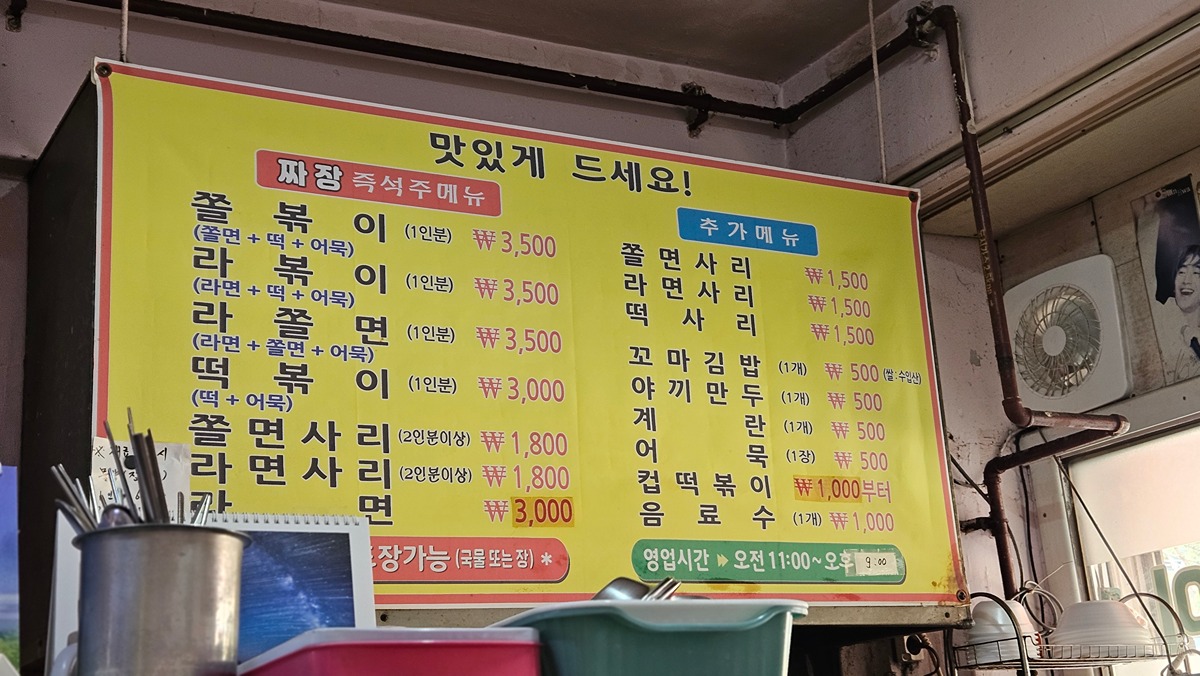 맛있게 드세요!
짜장 즉석주메뉴
쫄 볶 이 (1인분) ₩3,500
(쫄면 + 떡 + 어묵)
라 볶 이 (1인분) ₩3,500
(라면 + 떡 + 어묵)
라 쫄 면 (1인분) ₩3,500
(라면 + 쫄면 + 어묵)
떡 볶 이 (1인분) ₩3,000
(떡 + 어묵)
쫄면사리 (2인분이상) ₩1,800
라면사리 (2인분이상) ₩1,800
라 면 ₩3,000
장가능 (국물 또는 장) *
추가메뉴
쫄면사리 ₩1,500
라면사리 ₩1,500
떡 사 리 ₩1,500
꼬마김밥 (1개) ₩500 (쌀:수입산)
야끼만두 (1개) ₩500
계 란 (1개) ₩500
어 묵 (1장) ₩500
컵떡볶이 ₩1,000부터
음 료 수 (1개) ₩1,000
영업시간 오전 11:00~오후 9:00